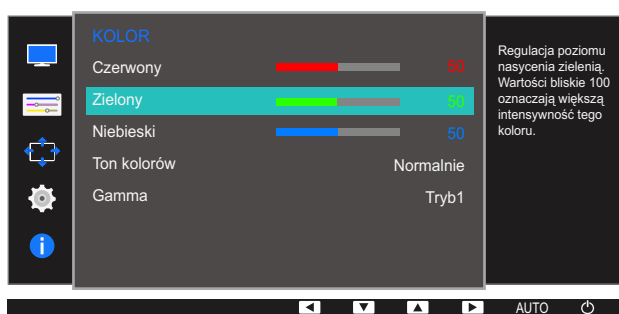 KOLOR
Czerwony 50
Zielony 50
Niebieski 50
Ton kolorów Normalnie
Gamma Tryb1
Regulacja poziomu
nasycenia zielenią.
Wartości bliskie 100
oznaczają większą
intensywność tego
koloru.
AUTO